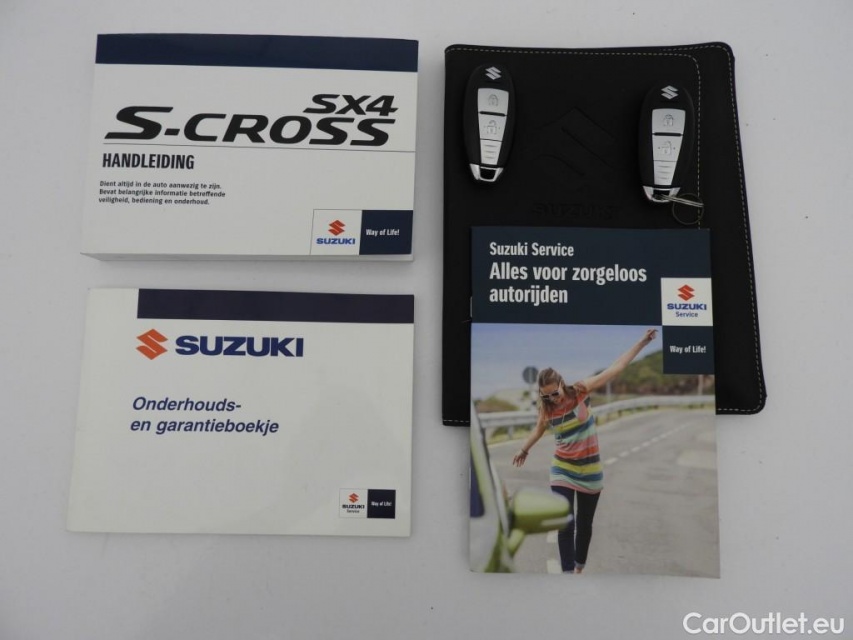 SX4
S-CROSS
HANDLEIDING
Dient altijd in de auto aanwezig te zijn.
Bevat belangrijke informatie betreffende
veiligheid, bediening en onderhoud.
SUZUKI
Way of Life!
SUZUKI
Onderhouds-
en garantieboekje
SUZUKI
Service
Way of Life!
SUZUKI
Suzuki Service
Alles voor zorgeloos
autorijden
SUZUKI
Service
Way of Life!
CarOutlet.eu